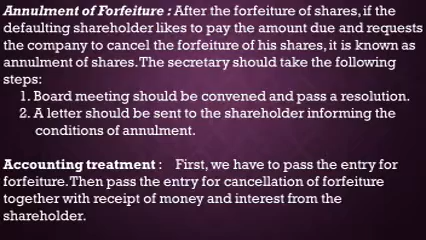 Annulment of Forfeiture : After the forfeiture of shares, if the
defaulting shareholder likes to pay the amount due and requests
the company to cancel the forfeiture of his shares, it is known as
annulment of shares. The secretary should take the following
steps:
1. Board meeting should be convened and pass a resolution.
2. A letter should be sent to the shareholder informing the
conditions of annulment.
Accounting treatment : First, we have to pass the entry for
forfeiture. Then pass the entry for cancellation of forfeiture
together with receipt of money and interest from the
shareholder.